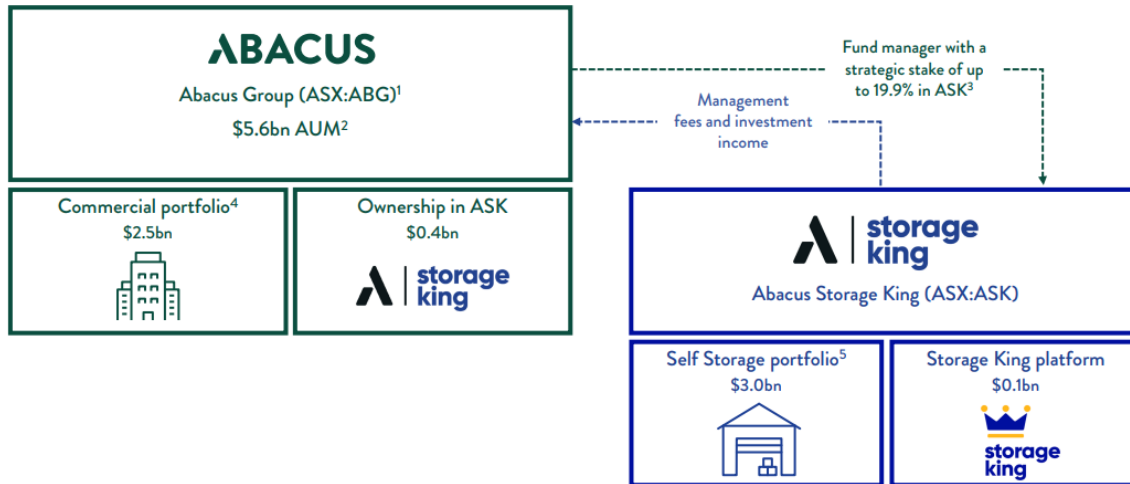 ABACUS
Abacus Group (ASX:ABG)¹
$5.6bn AUM²
Fund manager with a
strategic stake of up
to 19.9% in ASK³
Management
fees and investment
income
Commercial portfolio⁴
$2.5bn
Ownership in ASK
$0.4bn
storage
king
storage
king
Abacus Storage King (ASX:ASK)
Self Storage portfolio⁵
$3.0bn
Storage King platform
$0.1bn
storage
king